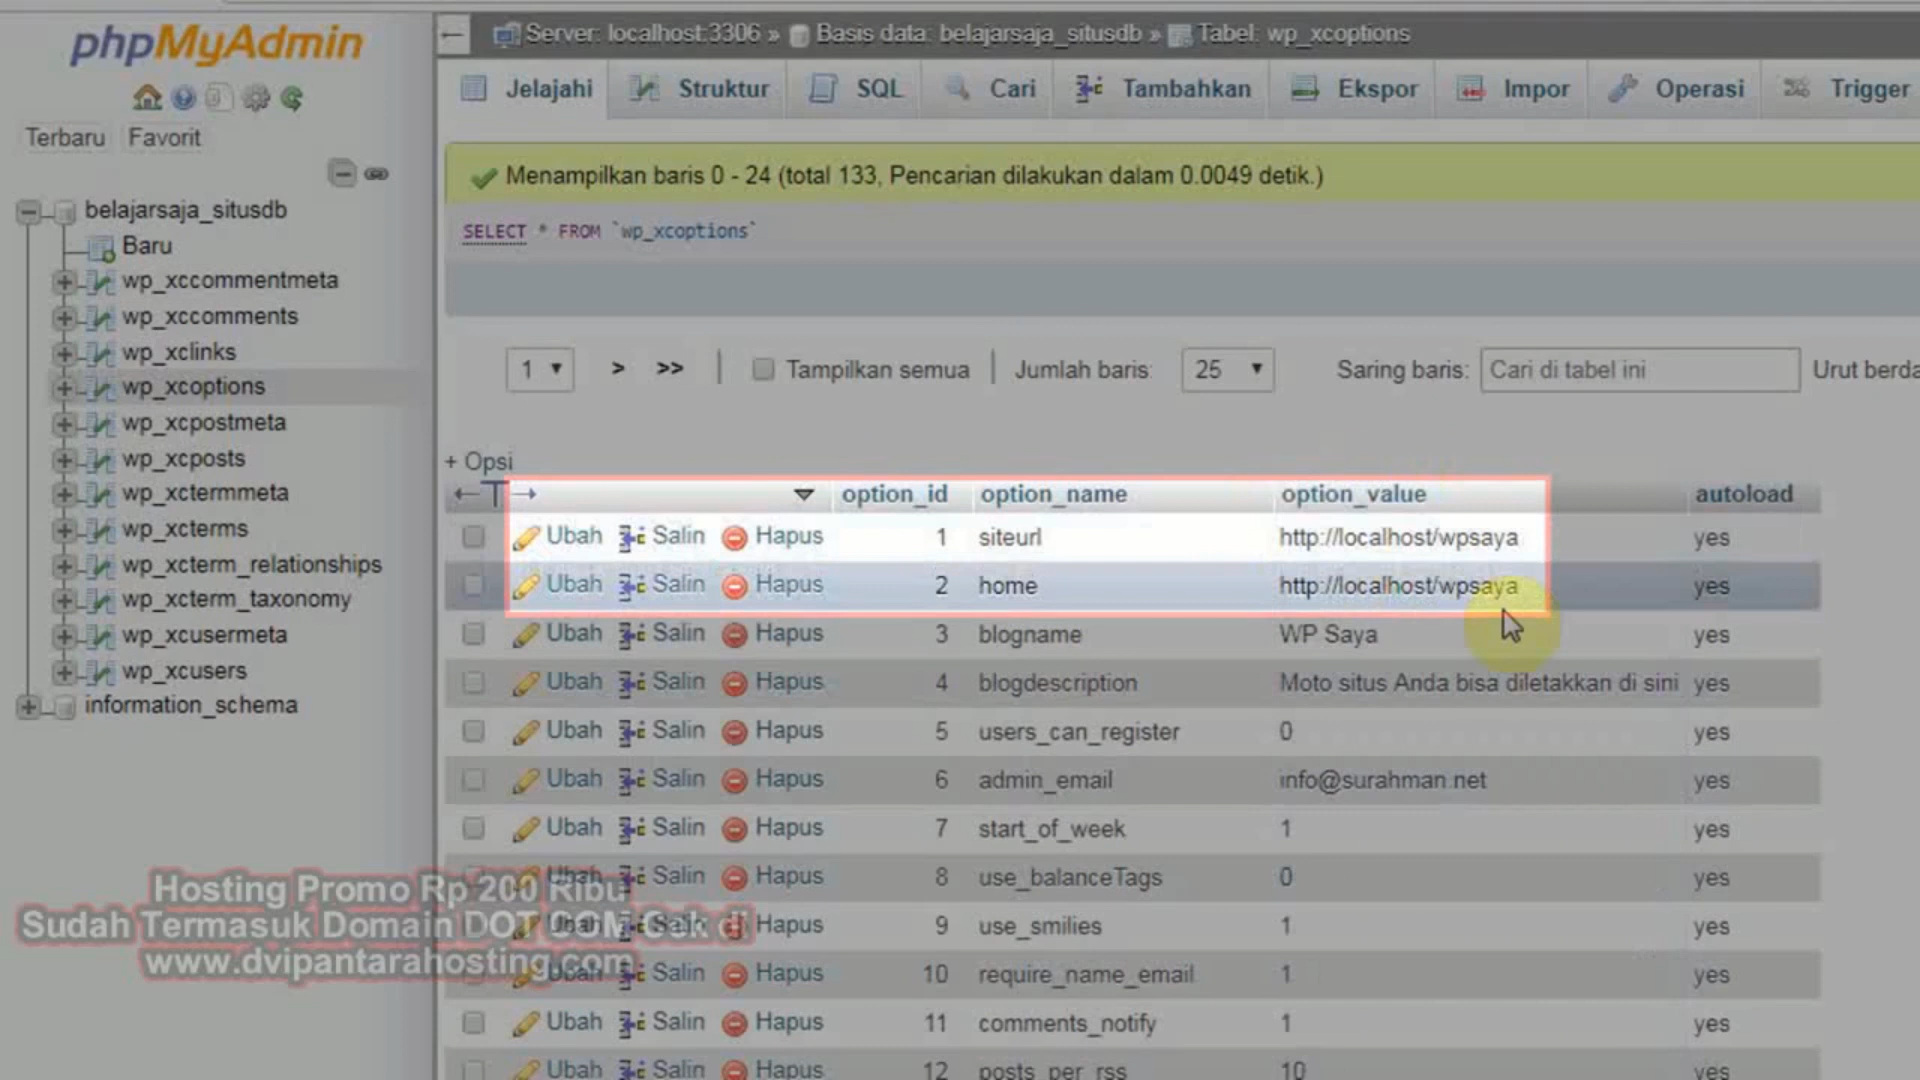 phpMyAdmin
Terbaru Favorit
belajarsaja_situsdb
Baru
wp_xccommentmeta
wp_xccomments
wp_xclinks
wp_xcoptions
wp_xcpostmeta
wp_xcposts
wp_xctermmeta
wp_xcterms
wp_xcterm_relationships
wp_xcterm_taxonomy
wp_xcusermeta
wp_xcusers
information_schema
Server: localhost:3306 » Basis data: belajarsaja_situsdb » Tabel: wp_xcoptions
Jelajahi Struktur SQL Cari Tambahkan Ekspor Impor Operasi Trigger
Menampilkan baris 0 - 24 (total 133, Pencarian dilakukan dalam 0.0049 detik.)
SELECT * FROM `wp_xcoptions`
1 > >> Tampilkan semua Jumlah baris: 25 Saring baris: Cari di tabel ini Urut berda
+ Opsi
option_id option_name option_value autoload
Ubah Salin Hapus 1 siteurl http://localhost/wpsaya yes
Ubah Salin Hapus 2 home http://localhost/wpsaya yes
Ubah Salin Hapus 3 blogname WP Saya yes
Ubah Salin Hapus 4 blogdescription Moto situs Anda bisa diletakkan di sini yes
Ubah Salin Hapus 5 users_can_register 0 yes
Ubah Salin Hapus 6 admin_email info@surahman.net yes
Ubah Salin Hapus 7 start_of_week 1 yes
Ubah Salin Hapus 8 use_balanceTags 0 yes
Ubah Salin Hapus 9 use_smilies 1 yes
Ubah Salin Hapus 10 require_name_email 1 yes
Ubah Salin Hapus 11 comments_notify 1 yes
Ubah Salin Hapus 12 posts_per_rss 10 yes
Hosting Promo Rp 200 Ribu
Sudah Termasuk Domain DOT COM Cek di
www.dvipantarahosting.com